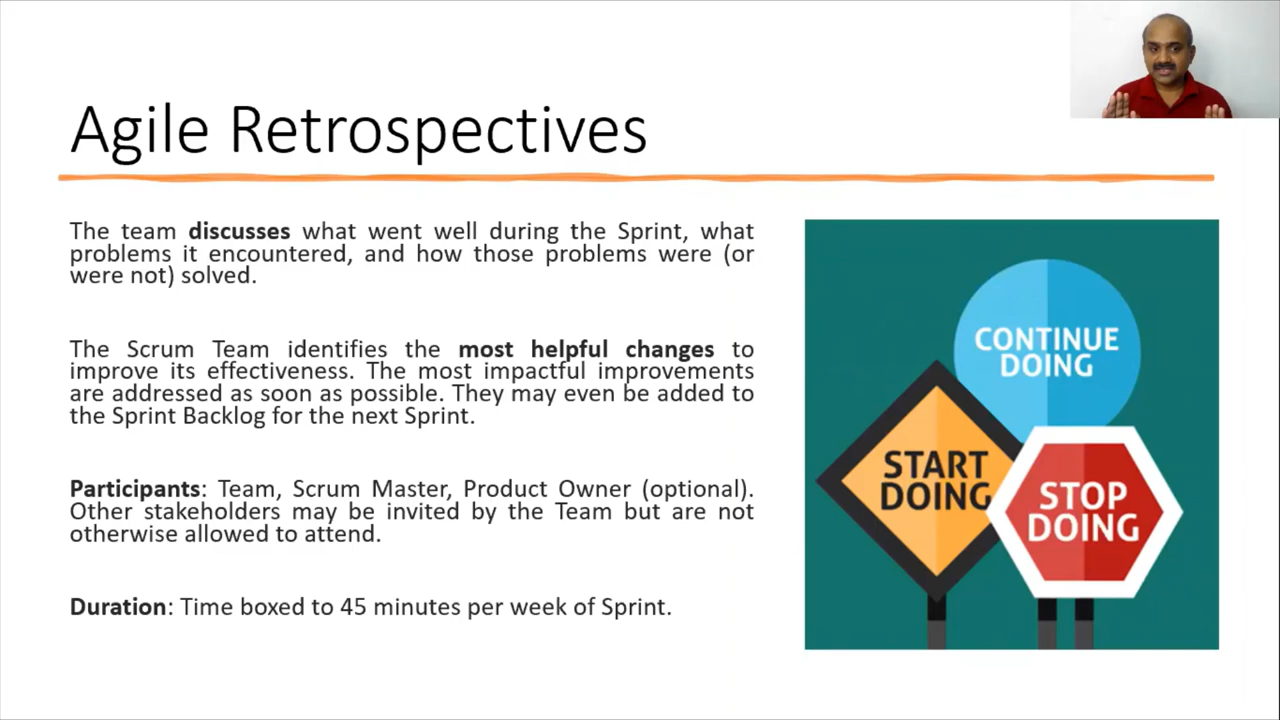 Agile Retrospectives
The team discusses what went well during the Sprint, what
problems it encountered, and how those problems were (or
were not) solved.
The Scrum Team identifies the most helpful changes to
improve its effectiveness. The most impactful improvements
are addressed as soon as possible. They may even be added to
the Sprint Backlog for the next Sprint.
Participants: Team, Scrum Master, Product Owner (optional).
Other stakeholders may be invited by the Team but are not
otherwise allowed to attend.
Duration: Time boxed to 45 minutes per week of Sprint.
CONTINUE
DOING
START
DOING
STOP
DOING